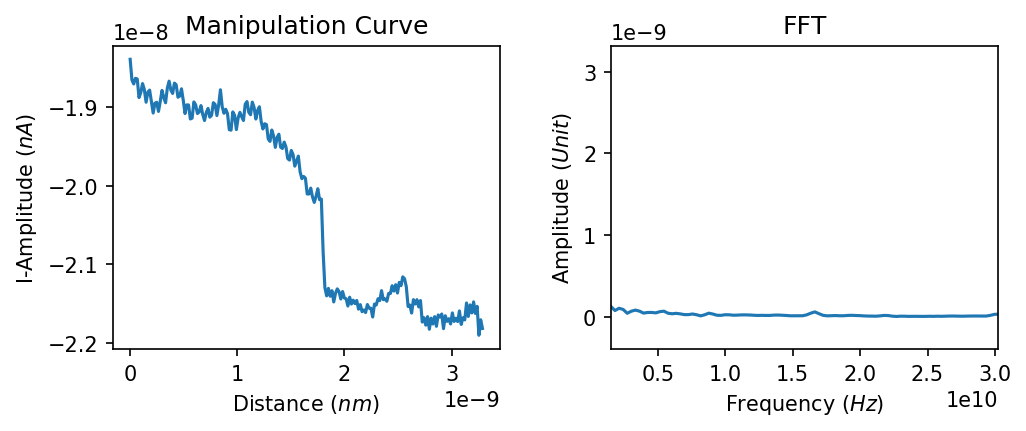 Manipulation Curve
1e−8
−1.9
−2.0
−2.1
−2.2
I-Amplitude (nA)
0 1 2 3
1e−9
Distance (nm)
FFT
1e−9
3
2
1
0
Amplitude (Unit)
0.5 1.0 1.5 2.0 2.5 3.0
1e10
Frequency (Hz)